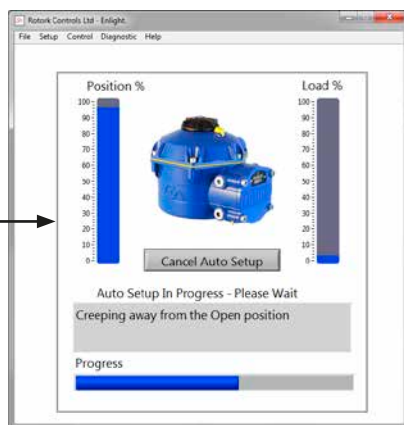 Rotork Controls Ltd - Enlight.
File Setup Control Diagnostic Help
Position % Load %
100 100
90 90
80 80
70 70
60 60
50 50
40 40
30 30
20 20
10 10
0 0
Cancel Auto Setup
Auto Setup In Progress - Please Wait
Creeping away from the Open position
Progress